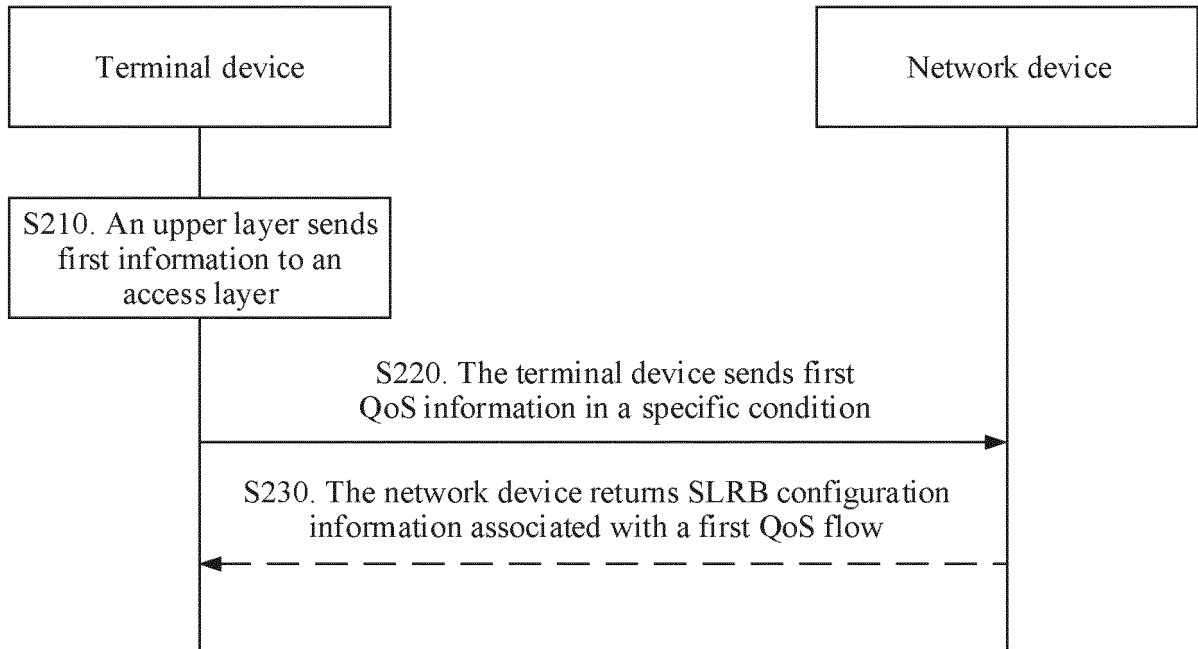 Terminal device
Network device
S210. An upper layer sends
first information to an
access layer
S220. The terminal device sends first
QoS information in a specific condition
S230. The network device returns SLRB configuration
information associated with a first QoS flow